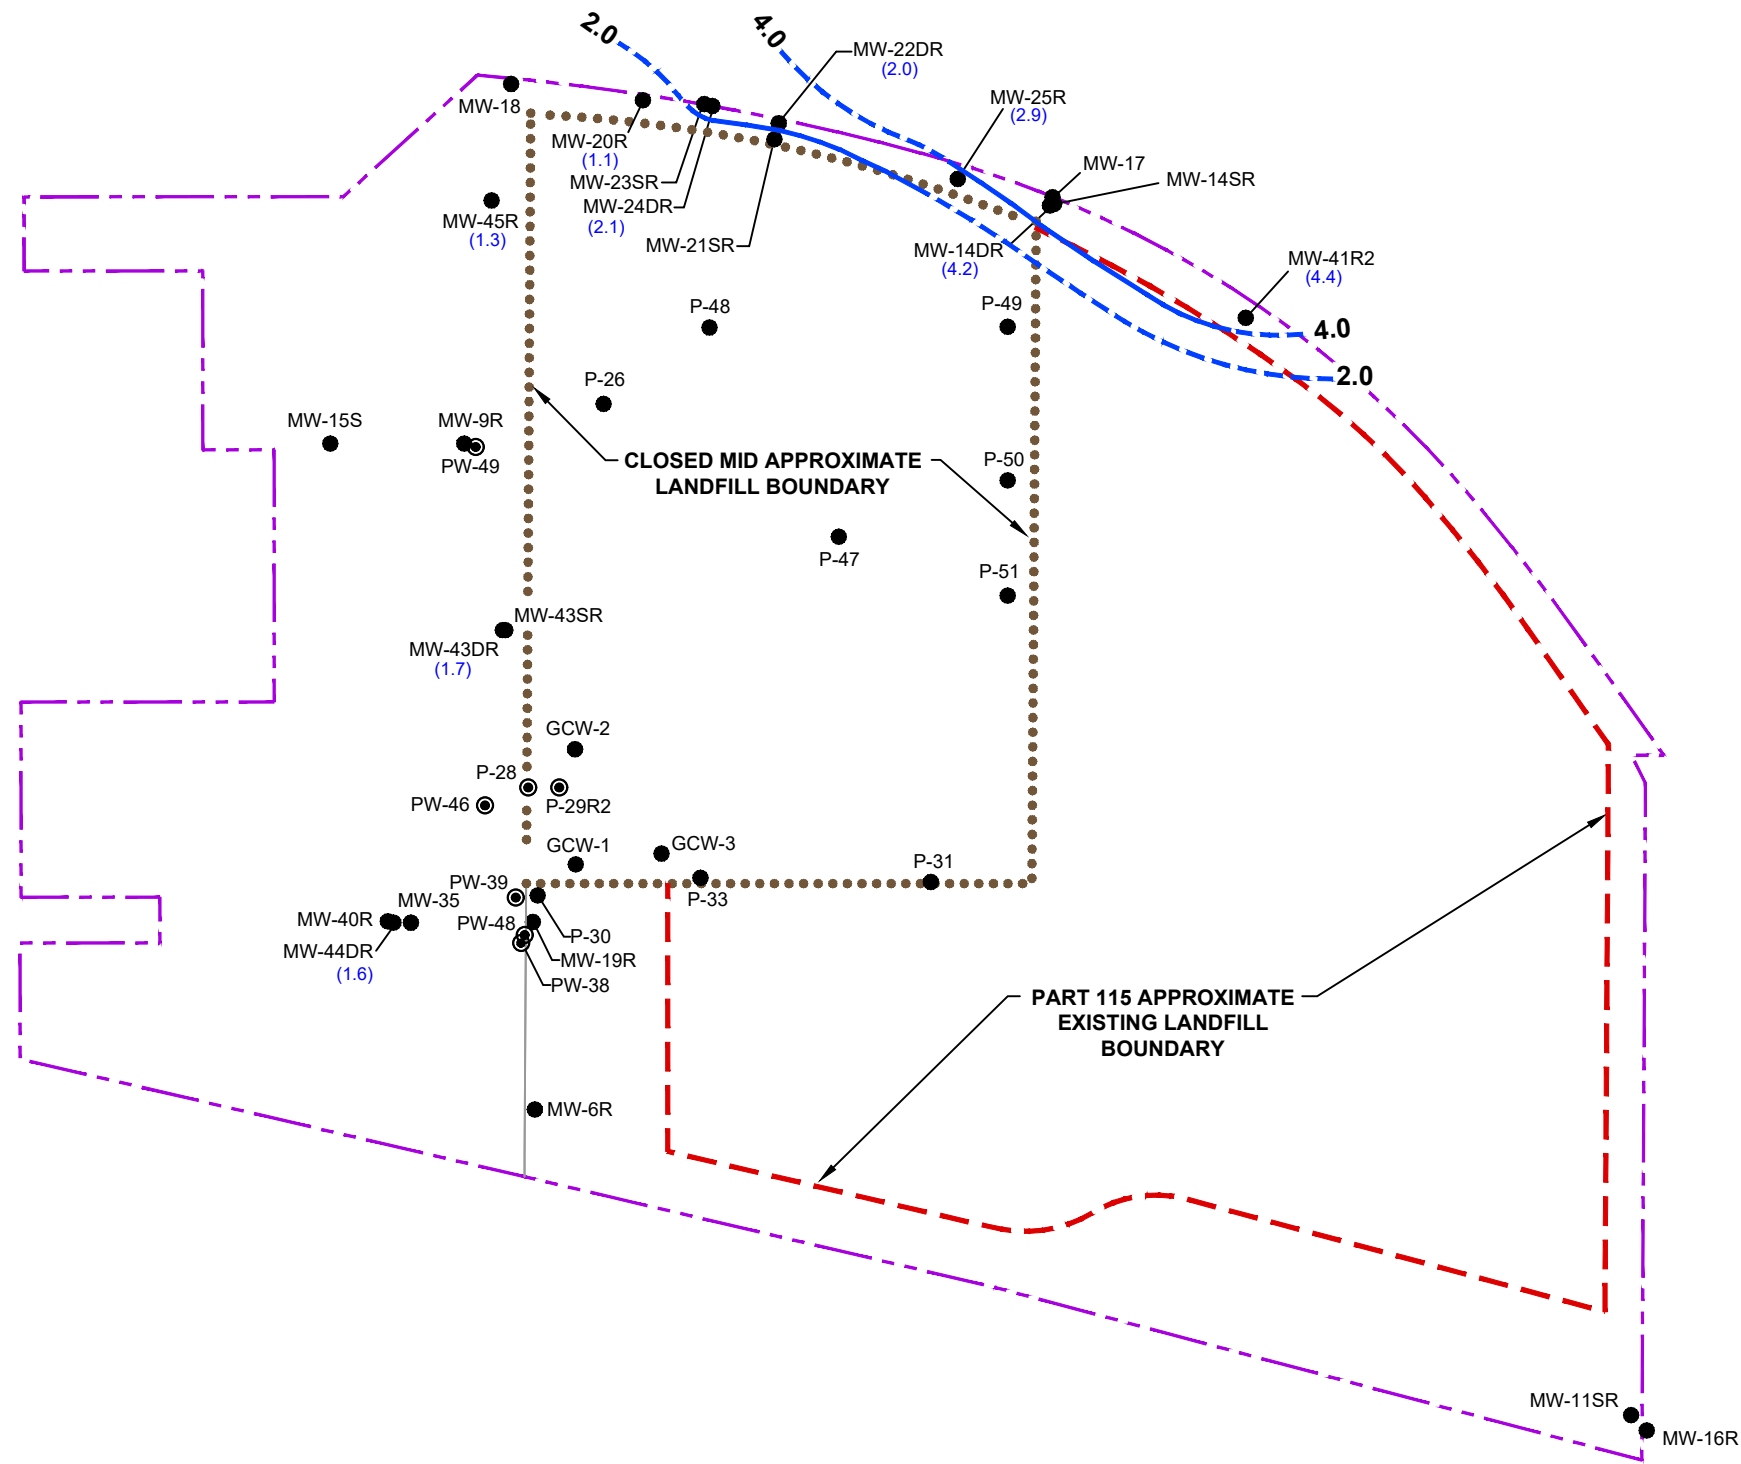 2.0
4.0
MW-22DR
(2.0)
MW-18
MW-25R
(2.9)
MW-20R
(1.1)
MW-17
MW-14SR
MW-23SR
MW-24DR
(2.1)
MW-45R
(1.3)
MW-21SR
MW-14DR
(4.2)
MW-41R2
(4.4)
P-48
P-49
4.0
2.0
P-26
MW-15S
MW-9R
PW-49
CLOSED MID APPROXIMATE
LANDFILL BOUNDARY
P-50
P-47
P-51
MW-43SR
MW-43DR
(1.7)
GCW-2
P-28
PW-46
P-29R2
GCW-1
GCW-3
P-31
PW-39
P-33
MW-35
MW-40R
PW-48
P-30
MW-44DR
(1.6)
MW-19R
PW-38
PART 115 APPROXIMATE
EXISTING LANDFILL
BOUNDARY
MW-6R
MW-11SR
MW-16R